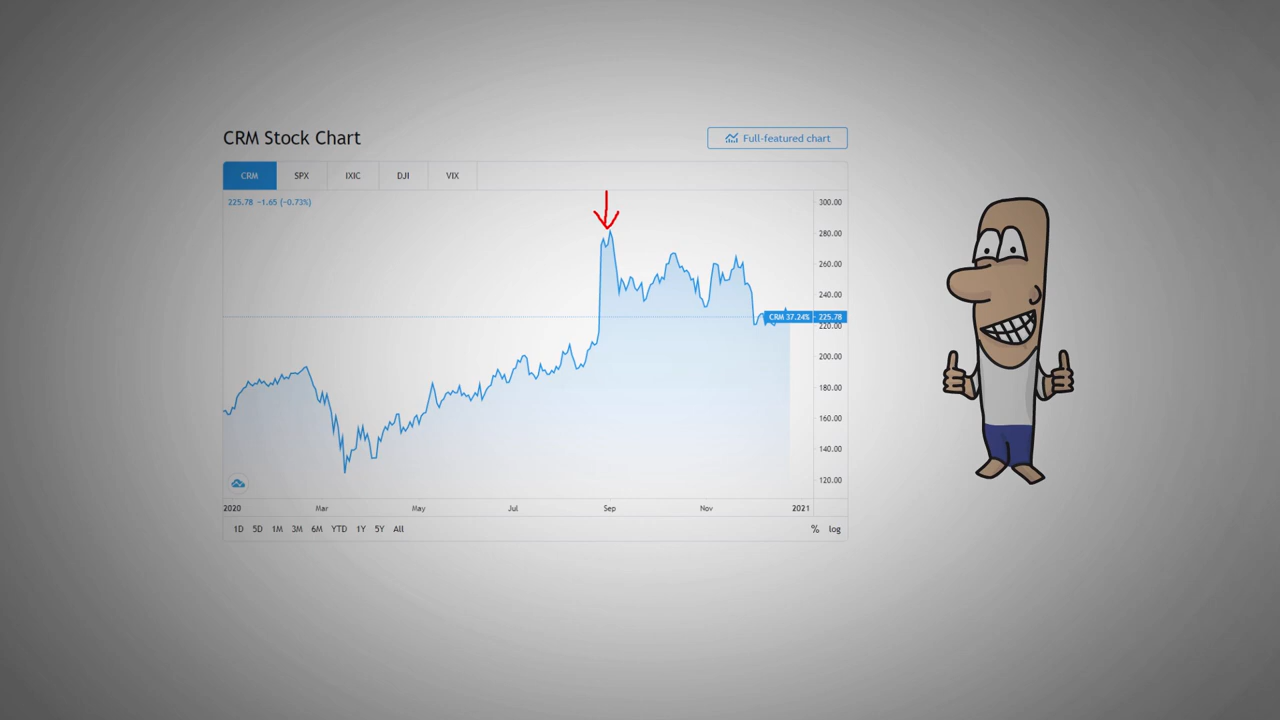 CRM Stock Chart
Full-featured chart
CRM SPX IXIC DJI VIX
225.78 −1.65 (−0.73%)
300.00
280.00
260.00
240.00
CRM 37.24% 225.78
220.00
200.00
180.00
160.00
140.00
120.00
2020 Mar May Jul Sep Nov 2021
1D 5D 1M 3M 6M YTD 1Y 5Y All % log